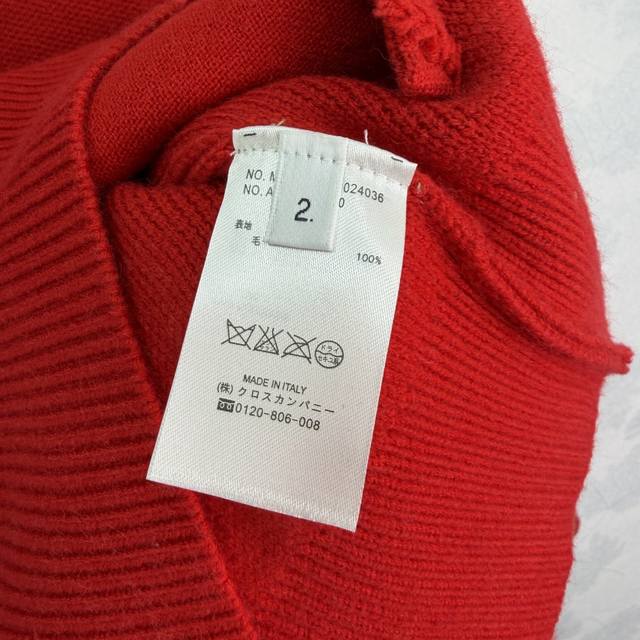 NO. M 024036
NO. A 0
2.
表地
毛 100%
ドライ
セキユ系
MADE IN ITALY
(株) クロスカンパニー
0120-806-008